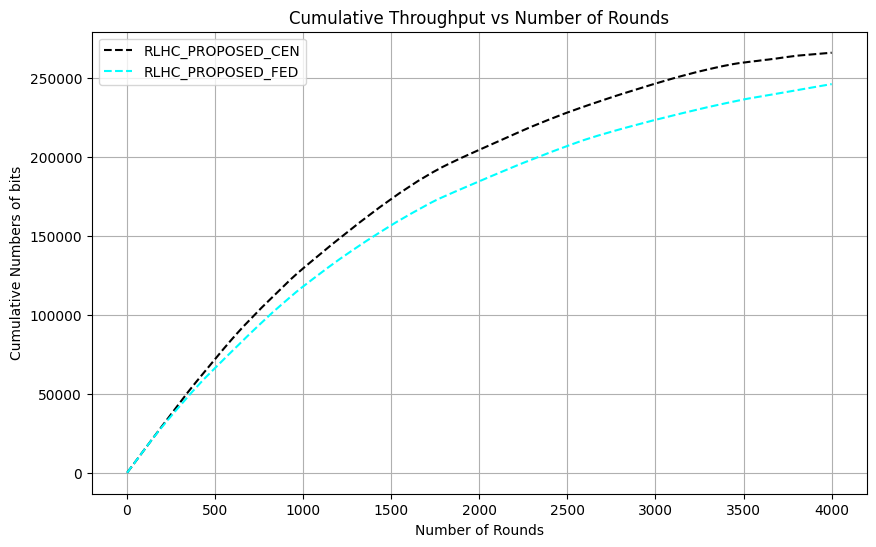 Cumulative Throughput vs Number of Rounds
RLHC_PROPOSED_CEN
RLHC_PROPOSED_FED
Cumulative Numbers of bits
250000
200000
150000
100000
50000
0
0 500 1000 1500 2000 2500 3000 3500 4000
Number of Rounds